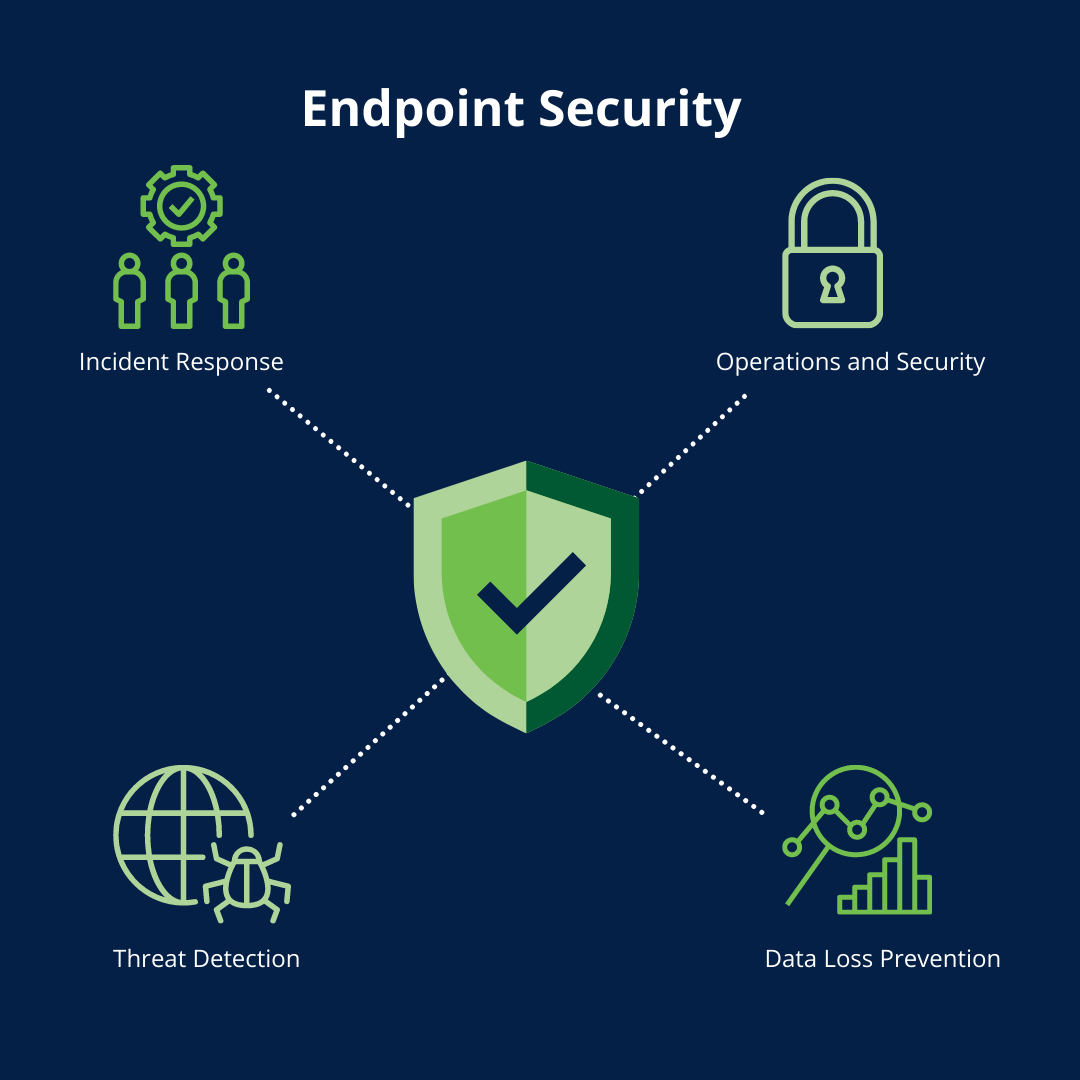 Endpoint Security
Incident Response
Operations and Security
Threat Detection
Data Loss Prevention